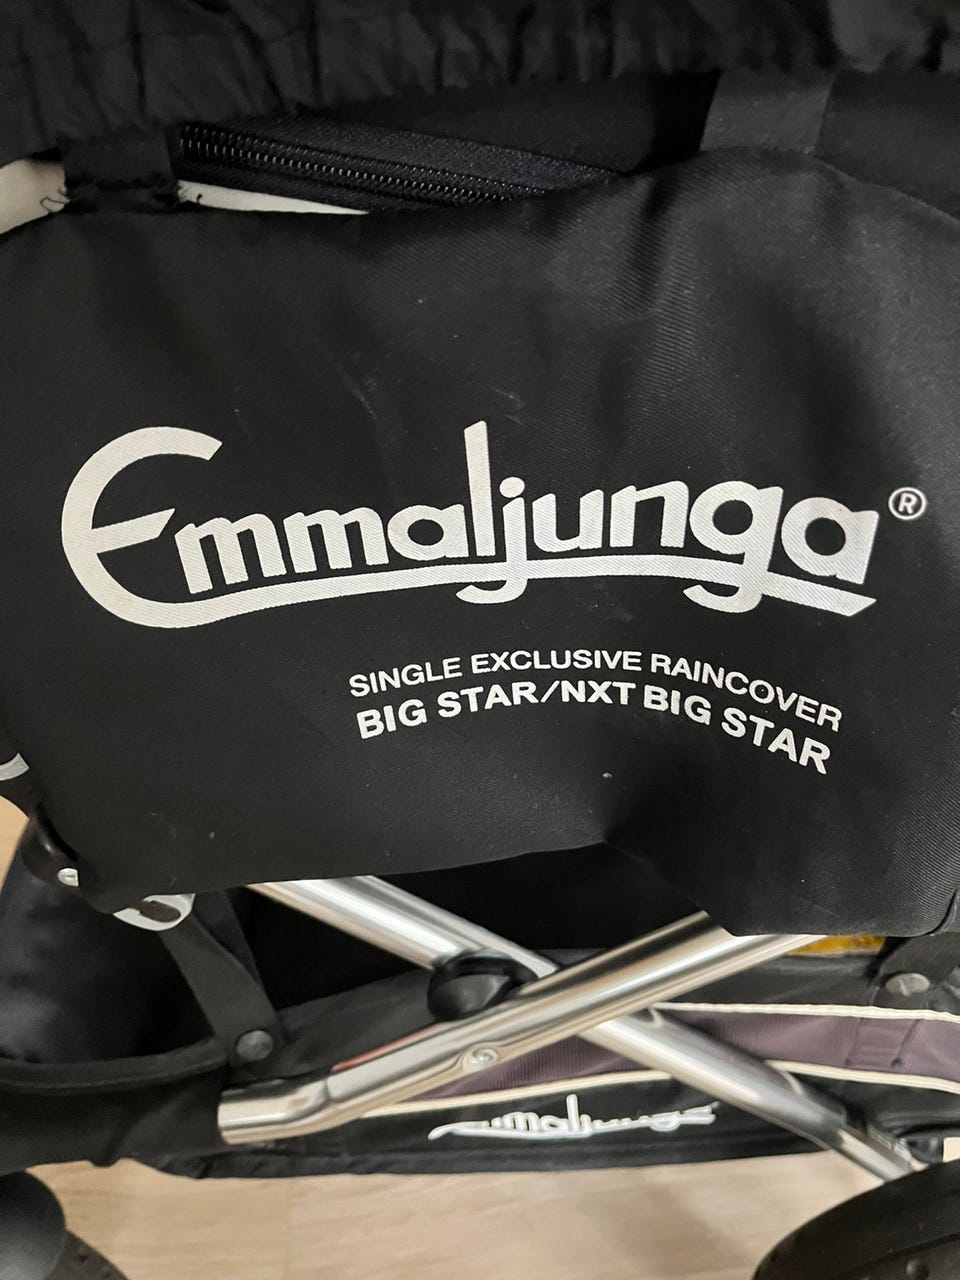 Emmaljunga®
SINGLE EXCLUSIVE RAINCOVER
BIG STAR/NXT BIG STAR
Emmaljunga